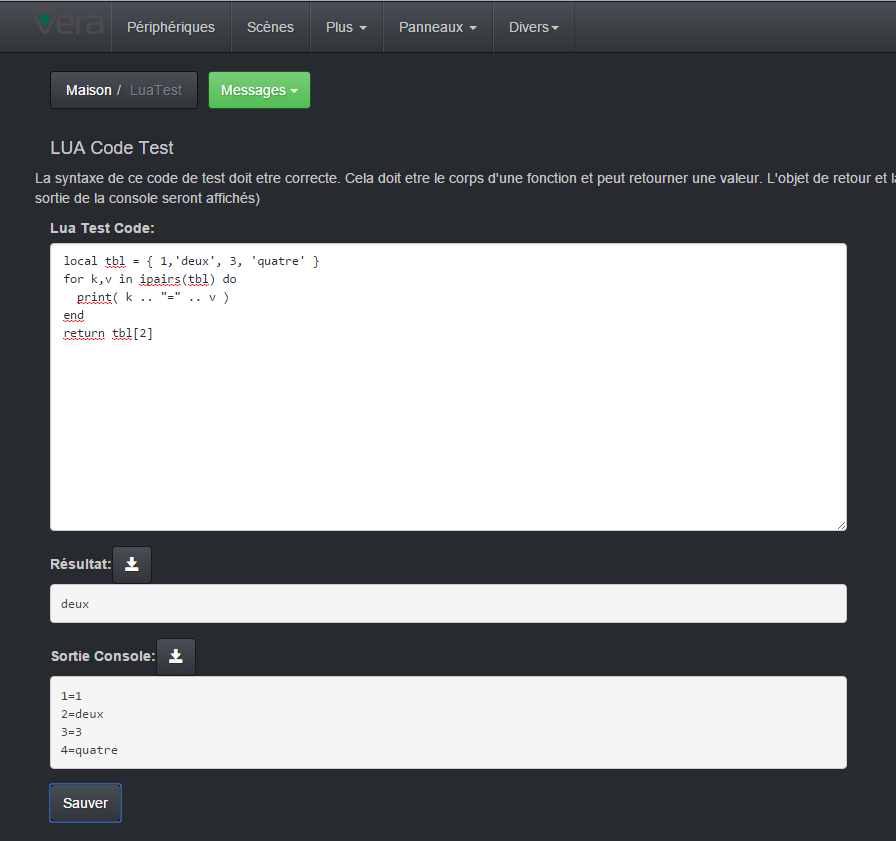 vera Périphériques Scènes Plus Panneaux Divers
Maison / LuaTest Messages
LUA Code Test
La syntaxe de ce code de test doit etre correcte. Cela doit etre le corps d'une fonction et peut retourner une valeur. L'objet de retour et
sortie de la console seront affichés)
Lua Test Code:
local tbl = { 1,'deux', 3, 'quatre' }
for k,v in ipairs(tbl) do
  print( k .. "=" .. v )
end
return tbl[2]
Résultat:
deux
Sortie Console:
1=1
2=deux
3=3
4=quatre
Sauver